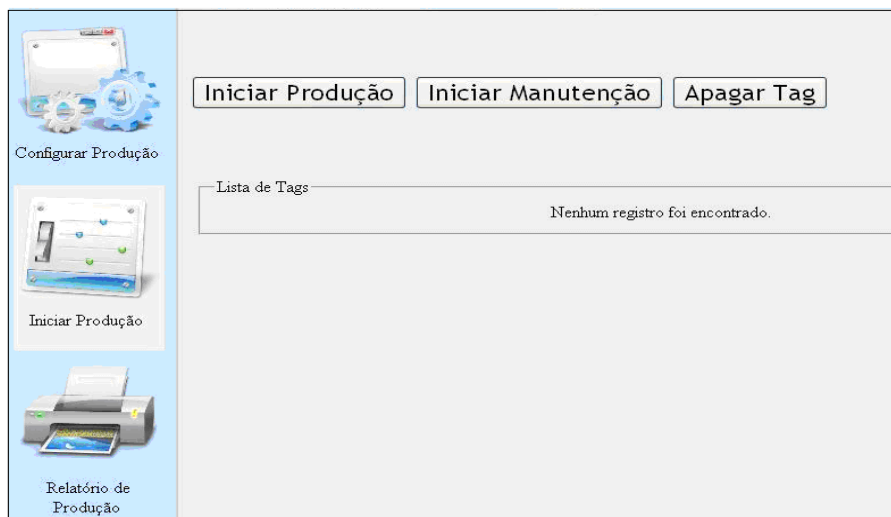 Configurar Produção
Iniciar Produção
Relatório de
Produção
Iniciar Produção Iniciar Manutenção Apagar Tag
Lista de Tags
Nenhum registro foi encontrado.